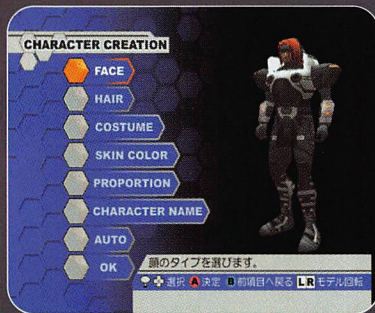 CHARACTER CREATION
FACE
HAIR
COSTUME
SKIN COLOR
PROPORTION
CHARACTER NAME
AUTO
OK
顔のタイプを選びます。
選択 A 決定 B 前項目へ戻る L R モデル回転